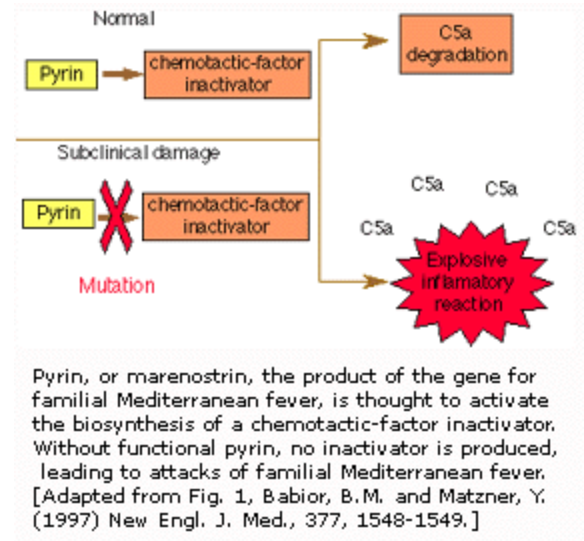 Normal
Pyrin
chemotactic-factor
inactivator
C5a
degradation
Subclinical damage
Pyrin
chemotactic-factor
inactivator
Mutation
C5a
C5a
C5a
C5a
Explosive
inflamatory
reaction
Pyrin, or marenostrin, the product of the gene for
familial Mediterranean fever, is thought to activate
the biosynthesis of a chemotactic-factor inactivator.
Without functional pyrin, no inactivator is produced,
leading to attacks of familial Mediterranean fever.
[Adapted from Fig. 1, Babior, B.M. and Matzner, Y.
(1997) New Engl. J. Med., 377, 1548-1549.]